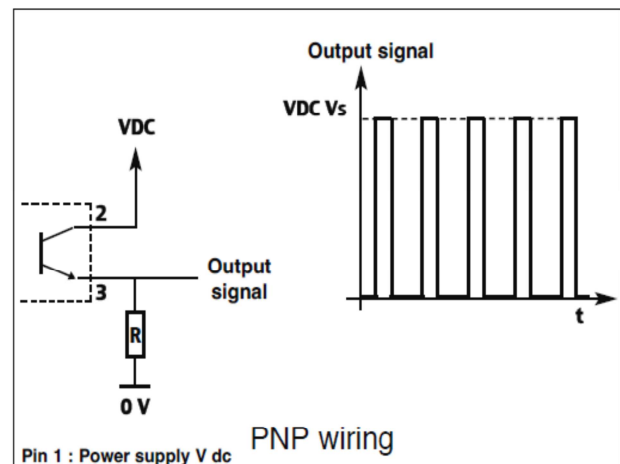 Output signal
VDC Vs
VDC
2
Output
signal
3
t
R
0 V
PNP wiring
Pin 1 : Power supply V dc